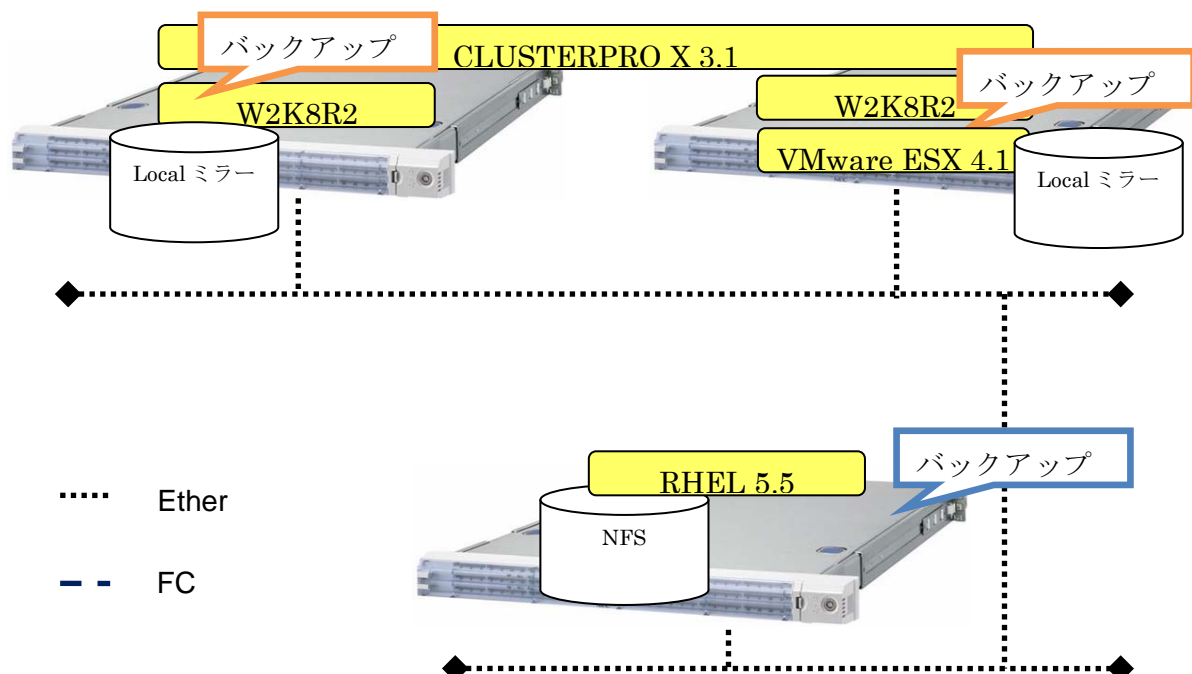 バックアップ
CLUSTERPRO X 3.1
W2K8R2
Local ミラー
W2K8R2
バックアップ
VMware ESX 4.1
Local ミラー
RHEL 5.5
バックアップ
NFS
Ether
FC